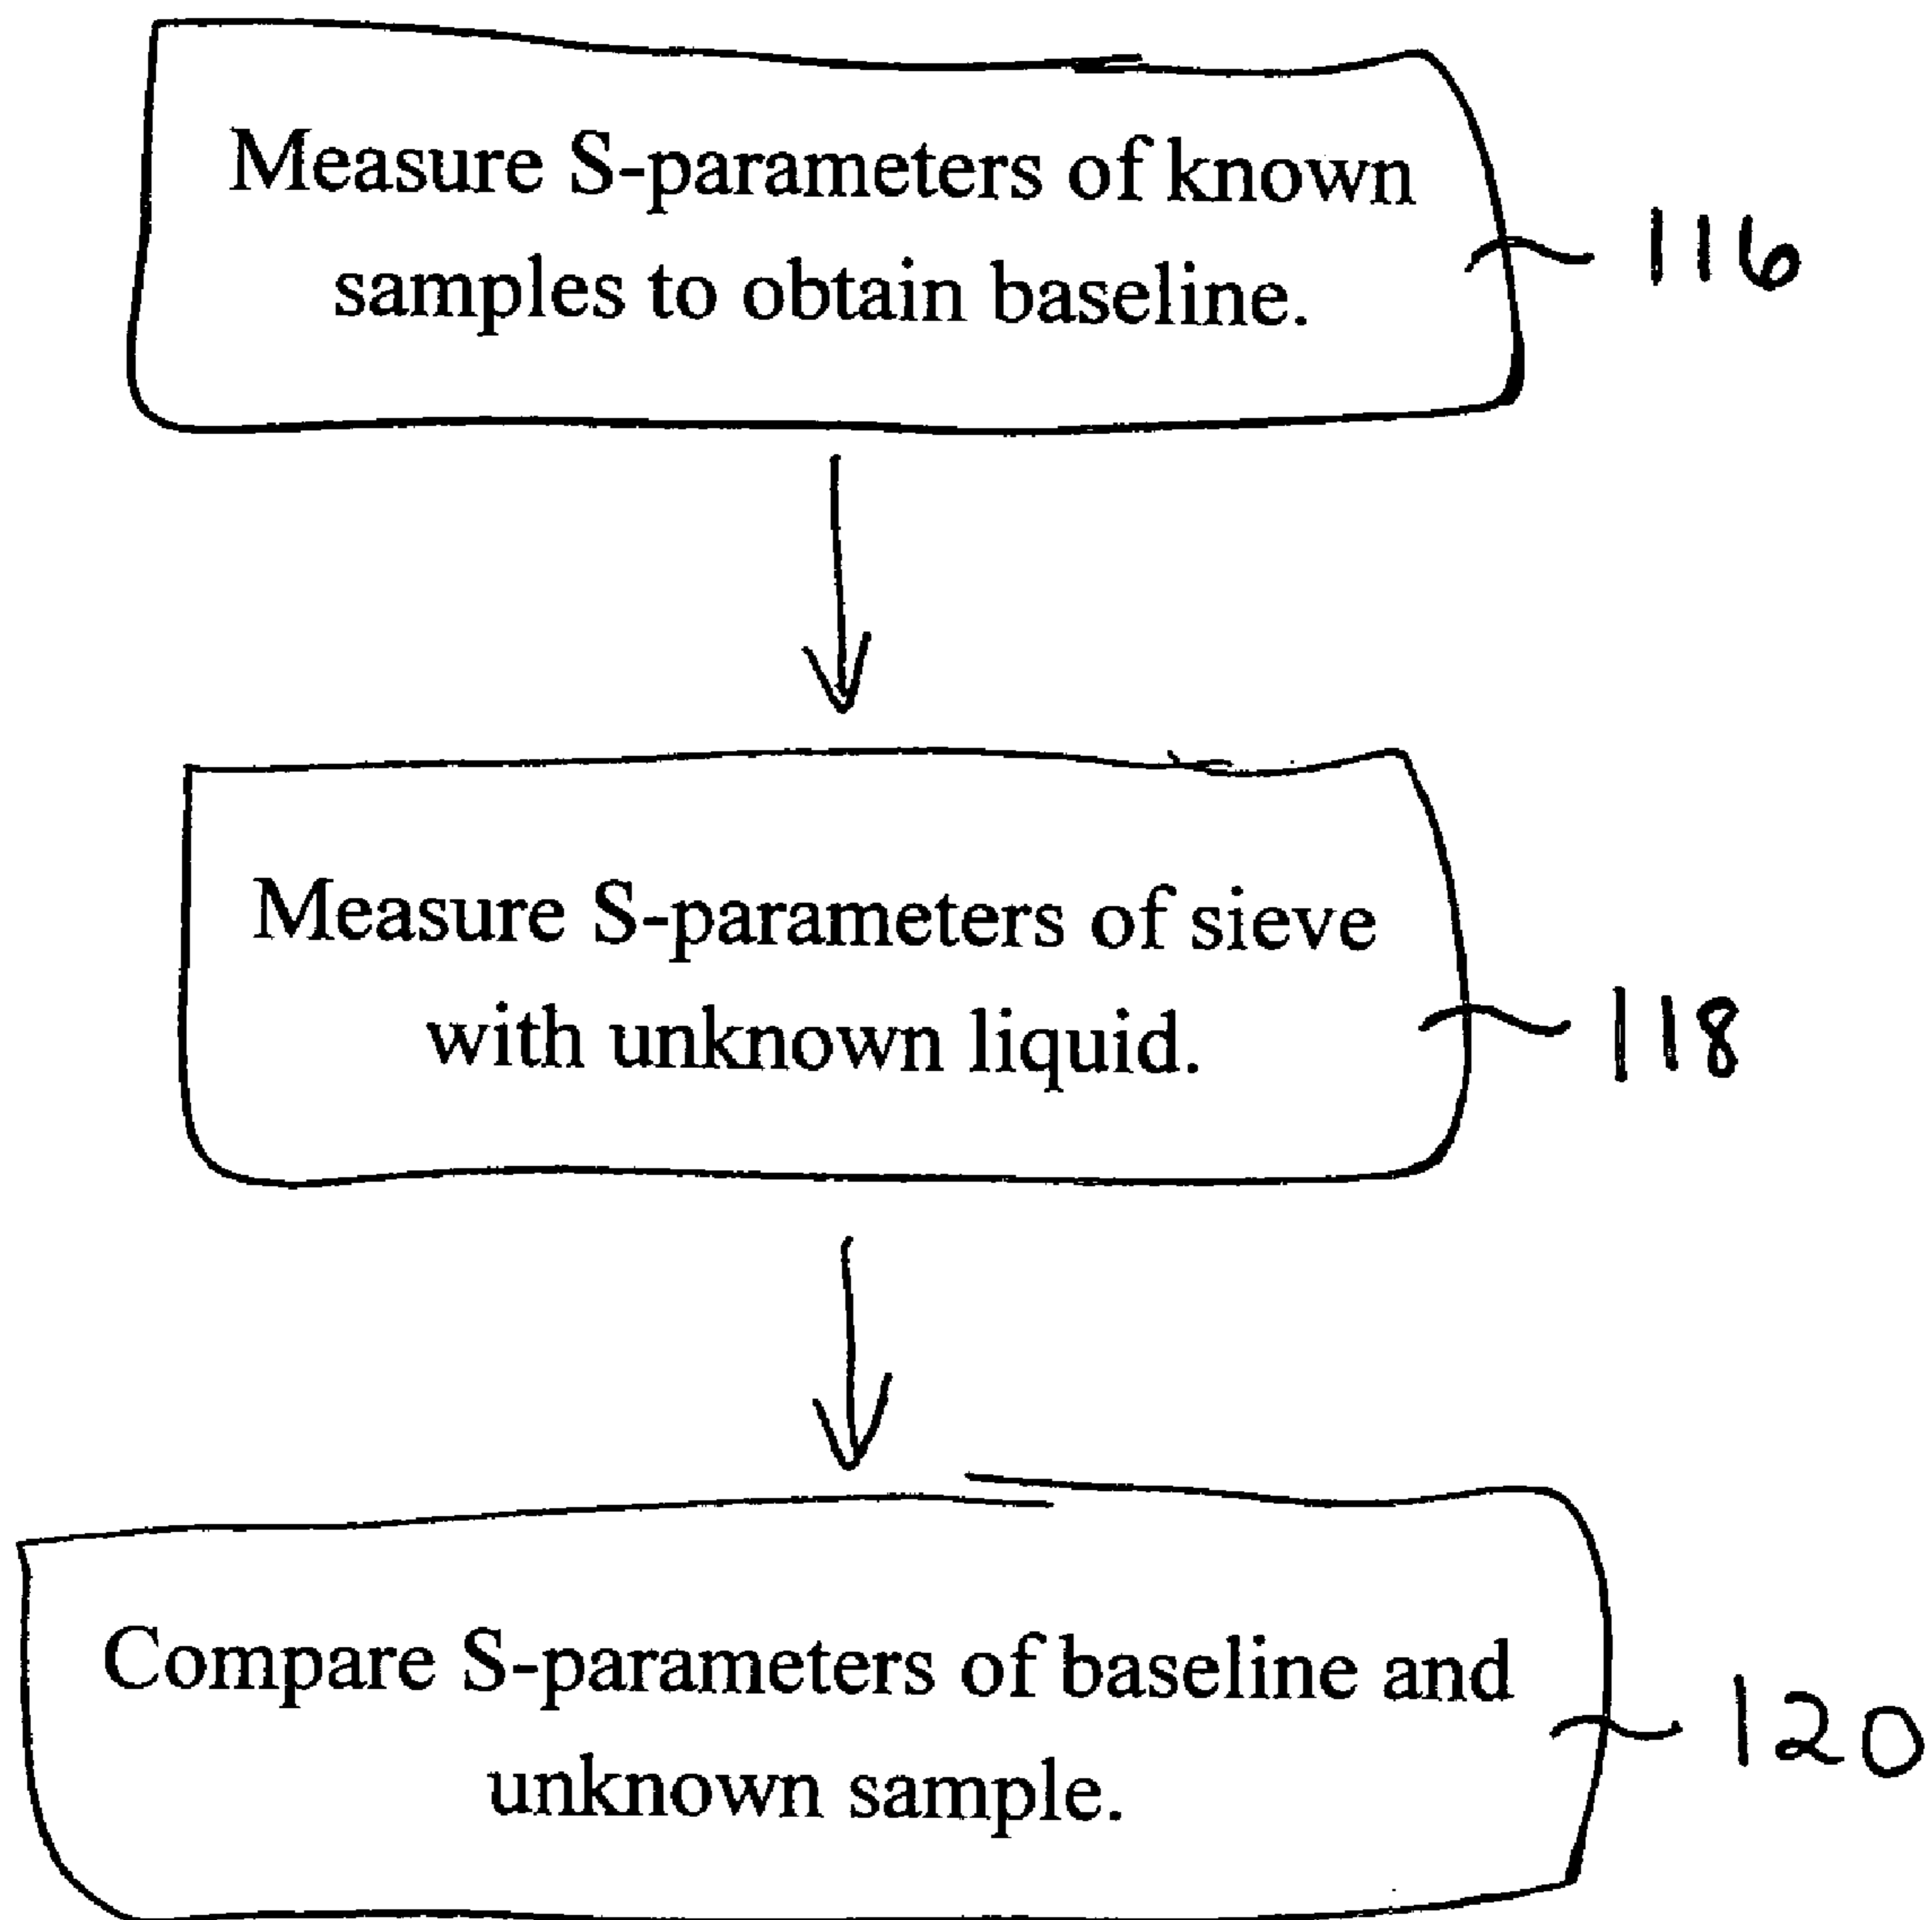 Measure S-parameters of known
samples to obtain baseline.
116
Measure S-parameters of sieve
with unknown liquid.
118
Compare S-parameters of baseline and
unknown sample.
120